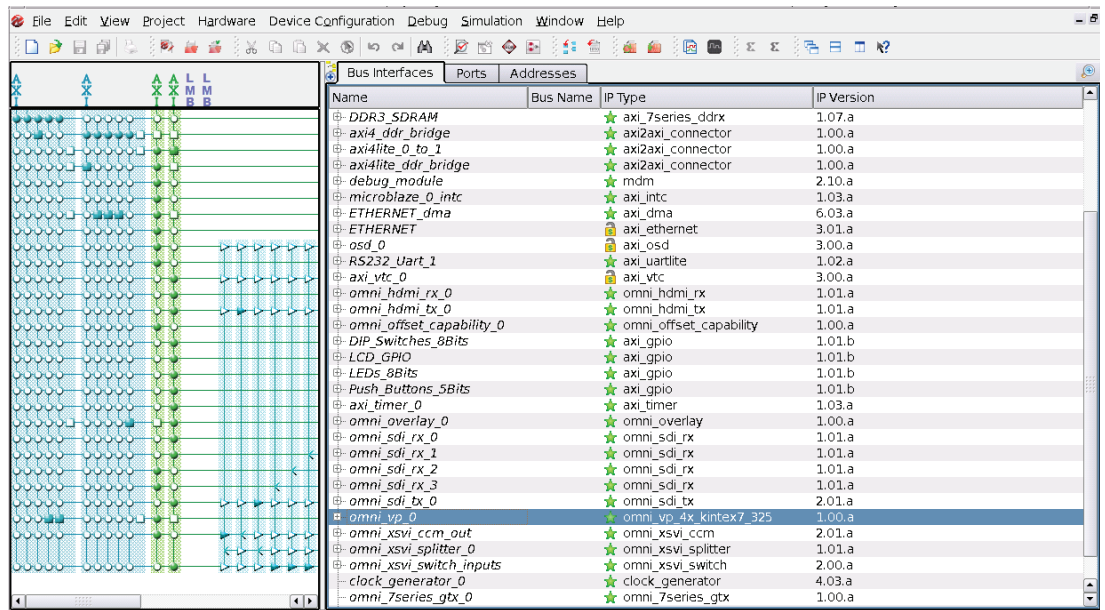 File Edit View Project Hardware Device Configuration Debug Simulation Window Help
AXI AXI AXI AXI LMB LMB
Bus Interfaces Ports Addresses
Name Bus Name IP Type IP Version
DDR3_SDRAM axi_7series_ddrx 1.07.a
axi4_ddr_bridge axi2axi_connector 1.00.a
axi4lite_0_to_1 axi2axi_connector 1.00.a
axi4lite_ddr_bridge axi2axi_connector 1.00.a
debug_module mdm 2.10.a
microblaze_0_intc axi_intc 1.03.a
ETHERNET_dma axi_dma 6.03.a
ETHERNET axi_ethernet 3.01.a
osd_0 axi_osd 3.00.a
RS232_Uart_1 axi_uartlite 1.02.a
axi_vtc_0 axi_vtc 3.00.a
omni_hdmi_rx_0 omni_hdmi_rx 1.01.a
omni_hdmi_tx_0 omni_hdmi_tx 1.01.a
omni_offset_capability_0 omni_offset_capability 1.00.a
DIP_Switches_8Bits axi_gpio 1.01.b
LCD_GPIO axi_gpio 1.01.b
LEDs_8Bits axi_gpio 1.01.b
Push_Buttons_5Bits axi_gpio 1.01.b
axi_timer_0 axi_timer 1.03.a
omni_overlay_0 omni_overlay 1.00.a
omni_sdi_rx_0 omni_sdi_rx 1.01.a
omni_sdi_rx_1 omni_sdi_rx 1.01.a
omni_sdi_rx_2 omni_sdi_rx 1.01.a
omni_sdi_rx_3 omni_sdi_rx 1.01.a
omni_sdi_tx_0 omni_sdi_tx 2.01.a
omni_vp_0 omni_vp_4x_kintex7_325 1.00.a
omni_xsvi_ccm_out omni_xsvi_ccm 2.01.a
omni_xsvi_splitter_0 omni_xsvi_splitter 1.01.a
omni_xsvi_switch_inputs omni_xsvi_switch 2.00.a
clock_generator_0 clock_generator 4.03.a
omni_7series_gtx_0 omni_7series_gtx 1.00.a